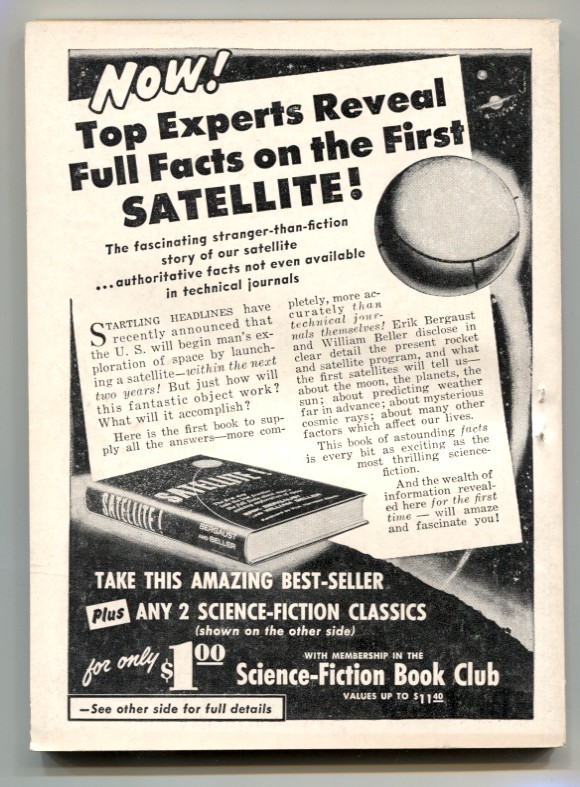 NOW!
Top Experts Reveal
Full Facts on the First
SATELLITE!
The fascinating stranger-than-fiction
story of our satellite
...authoritative facts not even available
in technical journals
STARTLING HEADLINES have
recently announced that
the U. S. will begin man's ex-
ploration of space by launch-
ing a satellite—within the next
two years! But just how will
this fantastic object work?
What will it accomplish?
Here is the first book to sup-
ply all the answers—more com-
pletely, more ac-
curately than
technical jour-
nals themselves! Erik Bergaust
and William Beller disclose in
clear detail the present rocket
and satellite program, and what
the first satellites will tell us—
about the moon, the planets, the
sun; about predicting weather
far in advance; about mysterious
cosmic rays; about many other
factors which affect our lives.
This book of astounding facts
is every bit as exciting as the
most thrilling science-
fiction.
And the wealth of
information reveal-
ed here for the first
time — will amaze
and fascinate you!
SATELLITE!
SATELLITE!
BERGAUST
AND BELLER
TAKE THIS AMAZING BEST-SELLER
Plus ANY 2 SCIENCE-FICTION CLASSICS
(shown on the other side)
for only $1.00
WITH MEMBERSHIP IN THE
Science-Fiction Book Club
VALUES UP TO $11.40
—See other side for full details